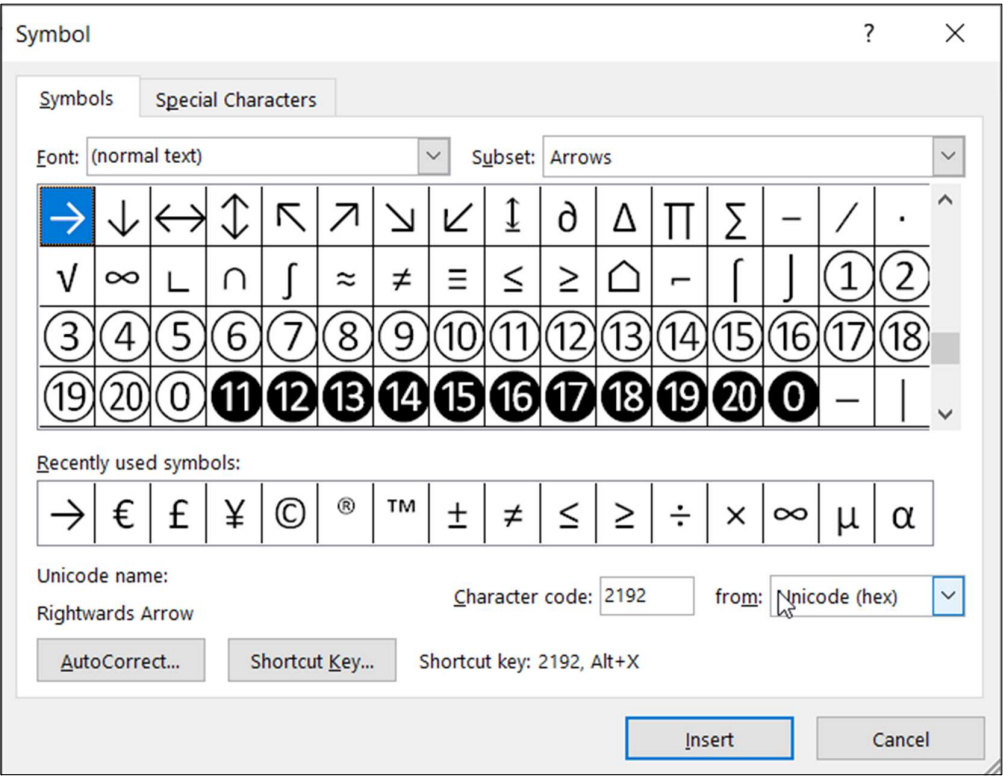 Symbol ? ×
Symbols Special Characters
Font: (normal text) Subset: Arrows
→ ↓ ↔ ↕ ↖ ↗ ↘ ↙ ↨ ∂ ∆ ∏ ∑ − ∕ ∙
√ ∞ ∟ ∩ ∫ ≈ ≠ ≡ ≤ ≥ ⌂ ⌐ ⌠ ⌡ ① ②
③ ④ ⑤ ⑥ ⑦ ⑧ ⑨ ⑩ ⑪ ⑫ ⑬ ⑭ ⑮ ⑯ ⑰ ⑱
⑲ ⑳ ⓪ ⓫ ⓬ ⓭ ⓮ ⓯ ⓰ ⓱ ⓲ ⓳ ⓴ ⓿ ─ │
Recently used symbols:
→ € £ ¥ © ® ™ ± ≠ ≤ ≥ ÷ × ∞ µ α
Unicode name:
Rightwards Arrow
Character code: 2192 from: Unicode (hex)
AutoCorrect... Shortcut Key... Shortcut key: 2192, Alt+X
Insert Cancel